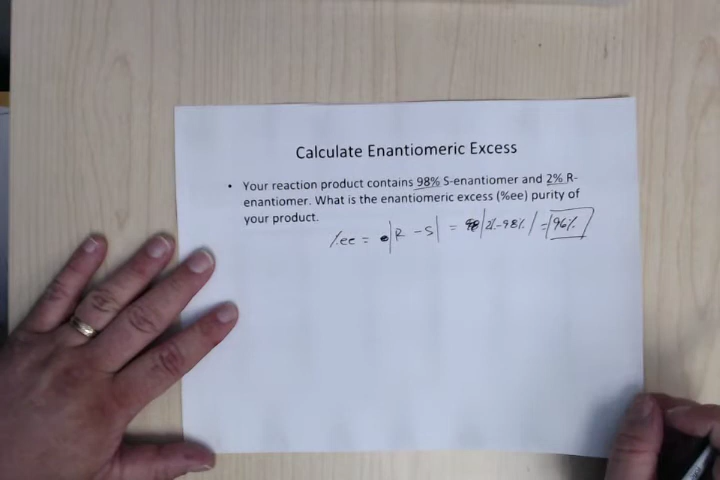 Calculate Enantiomeric Excess
• Your reaction product contains 98% S-enantiomer and 2% R-
enantiomer. What is the enantiomeric excess (%ee) purity of
your product.
%ee = |R - S| = |2%-98%| = 96%